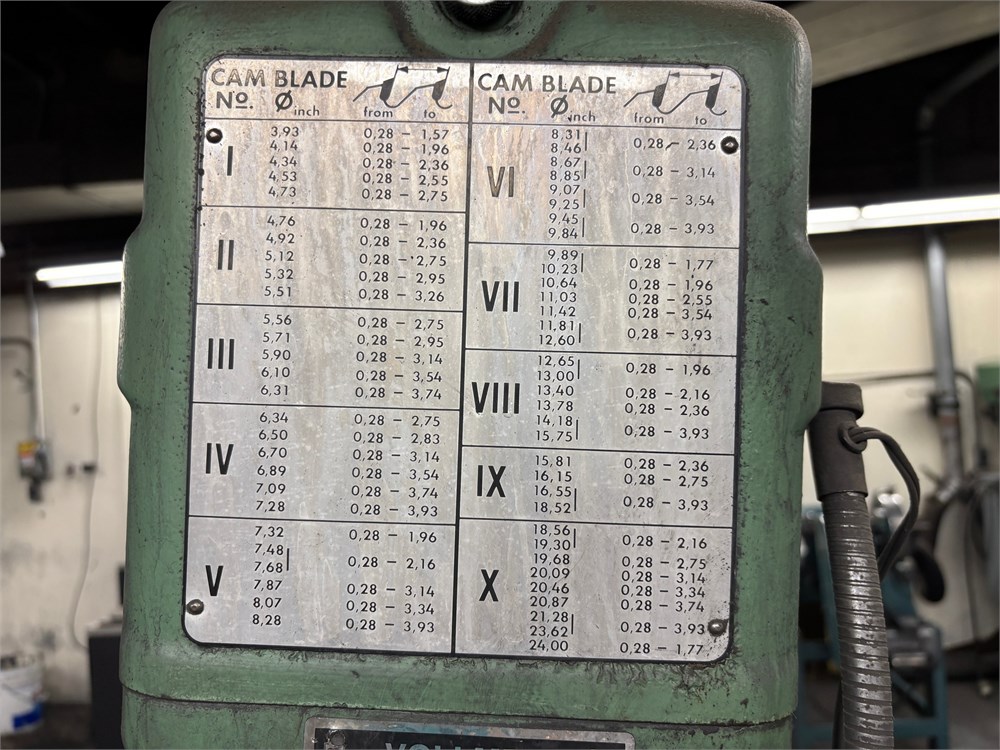 CAM BLADE
Nº. Ø inch from to
I
3,93 0,28 – 1,57
4,14 0,28 – 1,96
4,34 0,28 – 2,36
4,53 0,28 – 2,55
4,73 0,28 – 2,75
II
4,76 0,28 – 1,96
4,92 0,28 – 2,36
5,12 0,28 – 2,75
5,32 0,28 – 2,95
5,51 0,28 – 3,26
III
5,56 0,28 – 2,75
5,71 0,28 – 2,95
5,90 0,28 – 3,14
6,10 0,28 – 3,54
6,31 0,28 – 3,74
IV
6,34 0,28 – 2,75
6,50 0,28 – 2,83
6,70 0,28 – 3,14
6,89 0,28 – 3,54
7,09 0,28 – 3,74
7,28 0,28 – 3,93
V
7,32 0,28 – 1,96
7,48
7,68 0,28 – 2,16
7,87 0,28 – 3,14
8,07 0,28 – 3,34
8,28 0,28 – 3,93
CAM BLADE
Nº. Ø inch from to
VI
8,31
8,46 0,28 – 2,36
8,67
8,85 0,28 – 3,14
9,07
9,25 0,28 – 3,54
9,45
9,84 0,28 – 3,93
VII
9,89
10,23 0,28 – 1,77
10,64 0,28 – 1,96
11,03 0,28 – 2,55
11,42 0,28 – 3,54
11,81
12,60 0,28 – 3,93
VIII
12,65
13,00 0,28 – 1,96
13,40 0,28 – 2,16
13,78 0,28 – 2,36
14,18
15,75 0,28 – 3,93
IX
15,81 0,28 – 2,36
16,15 0,28 – 2,75
16,55
18,52 0,28 – 3,93
X
18,56
19,30 0,28 – 2,16
19,68 0,28 – 2,75
20,09 0,28 – 3,14
20,46 0,28 – 3,34
20,87 0,28 – 3,74
21,28
23,62 0,28 – 3,93
24,00 0,28 – 1,77